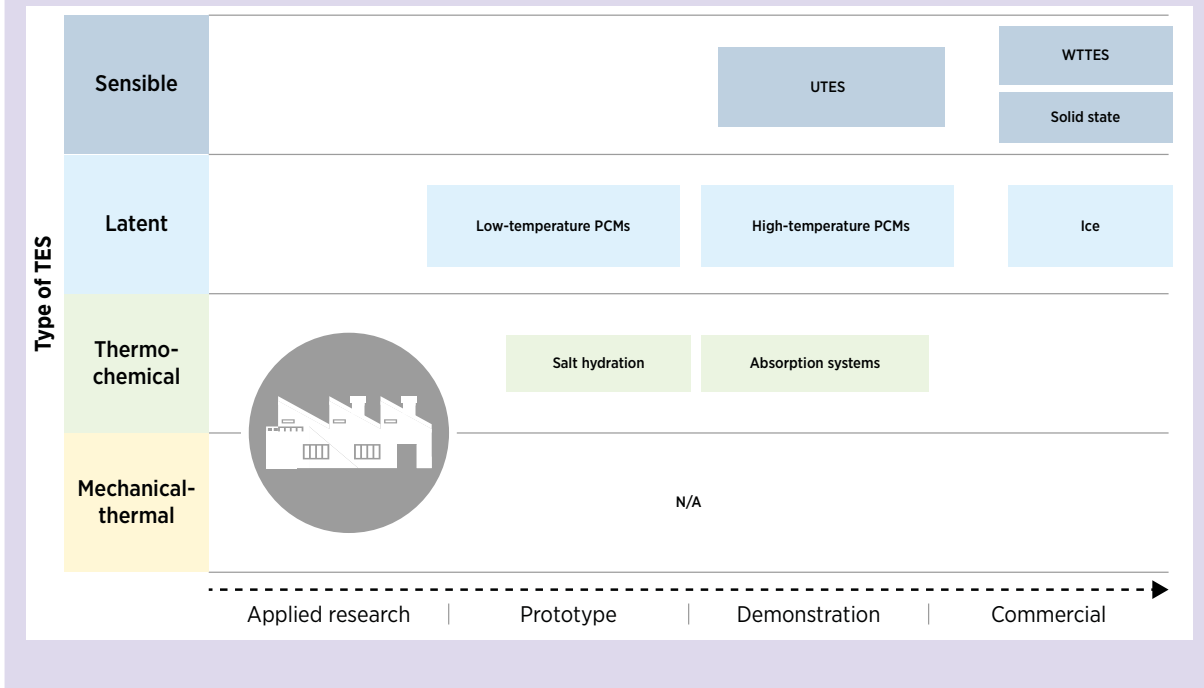 Type of TES
Sensible
UTES
WTTES
Solid state
Latent
Low-temperature PCMs
High-temperature PCMs
Ice
Thermo-
chemical
Salt hydration
Absorption systems
Mechanical-
thermal
N/A
Applied research
Prototype
Demonstration
Commercial